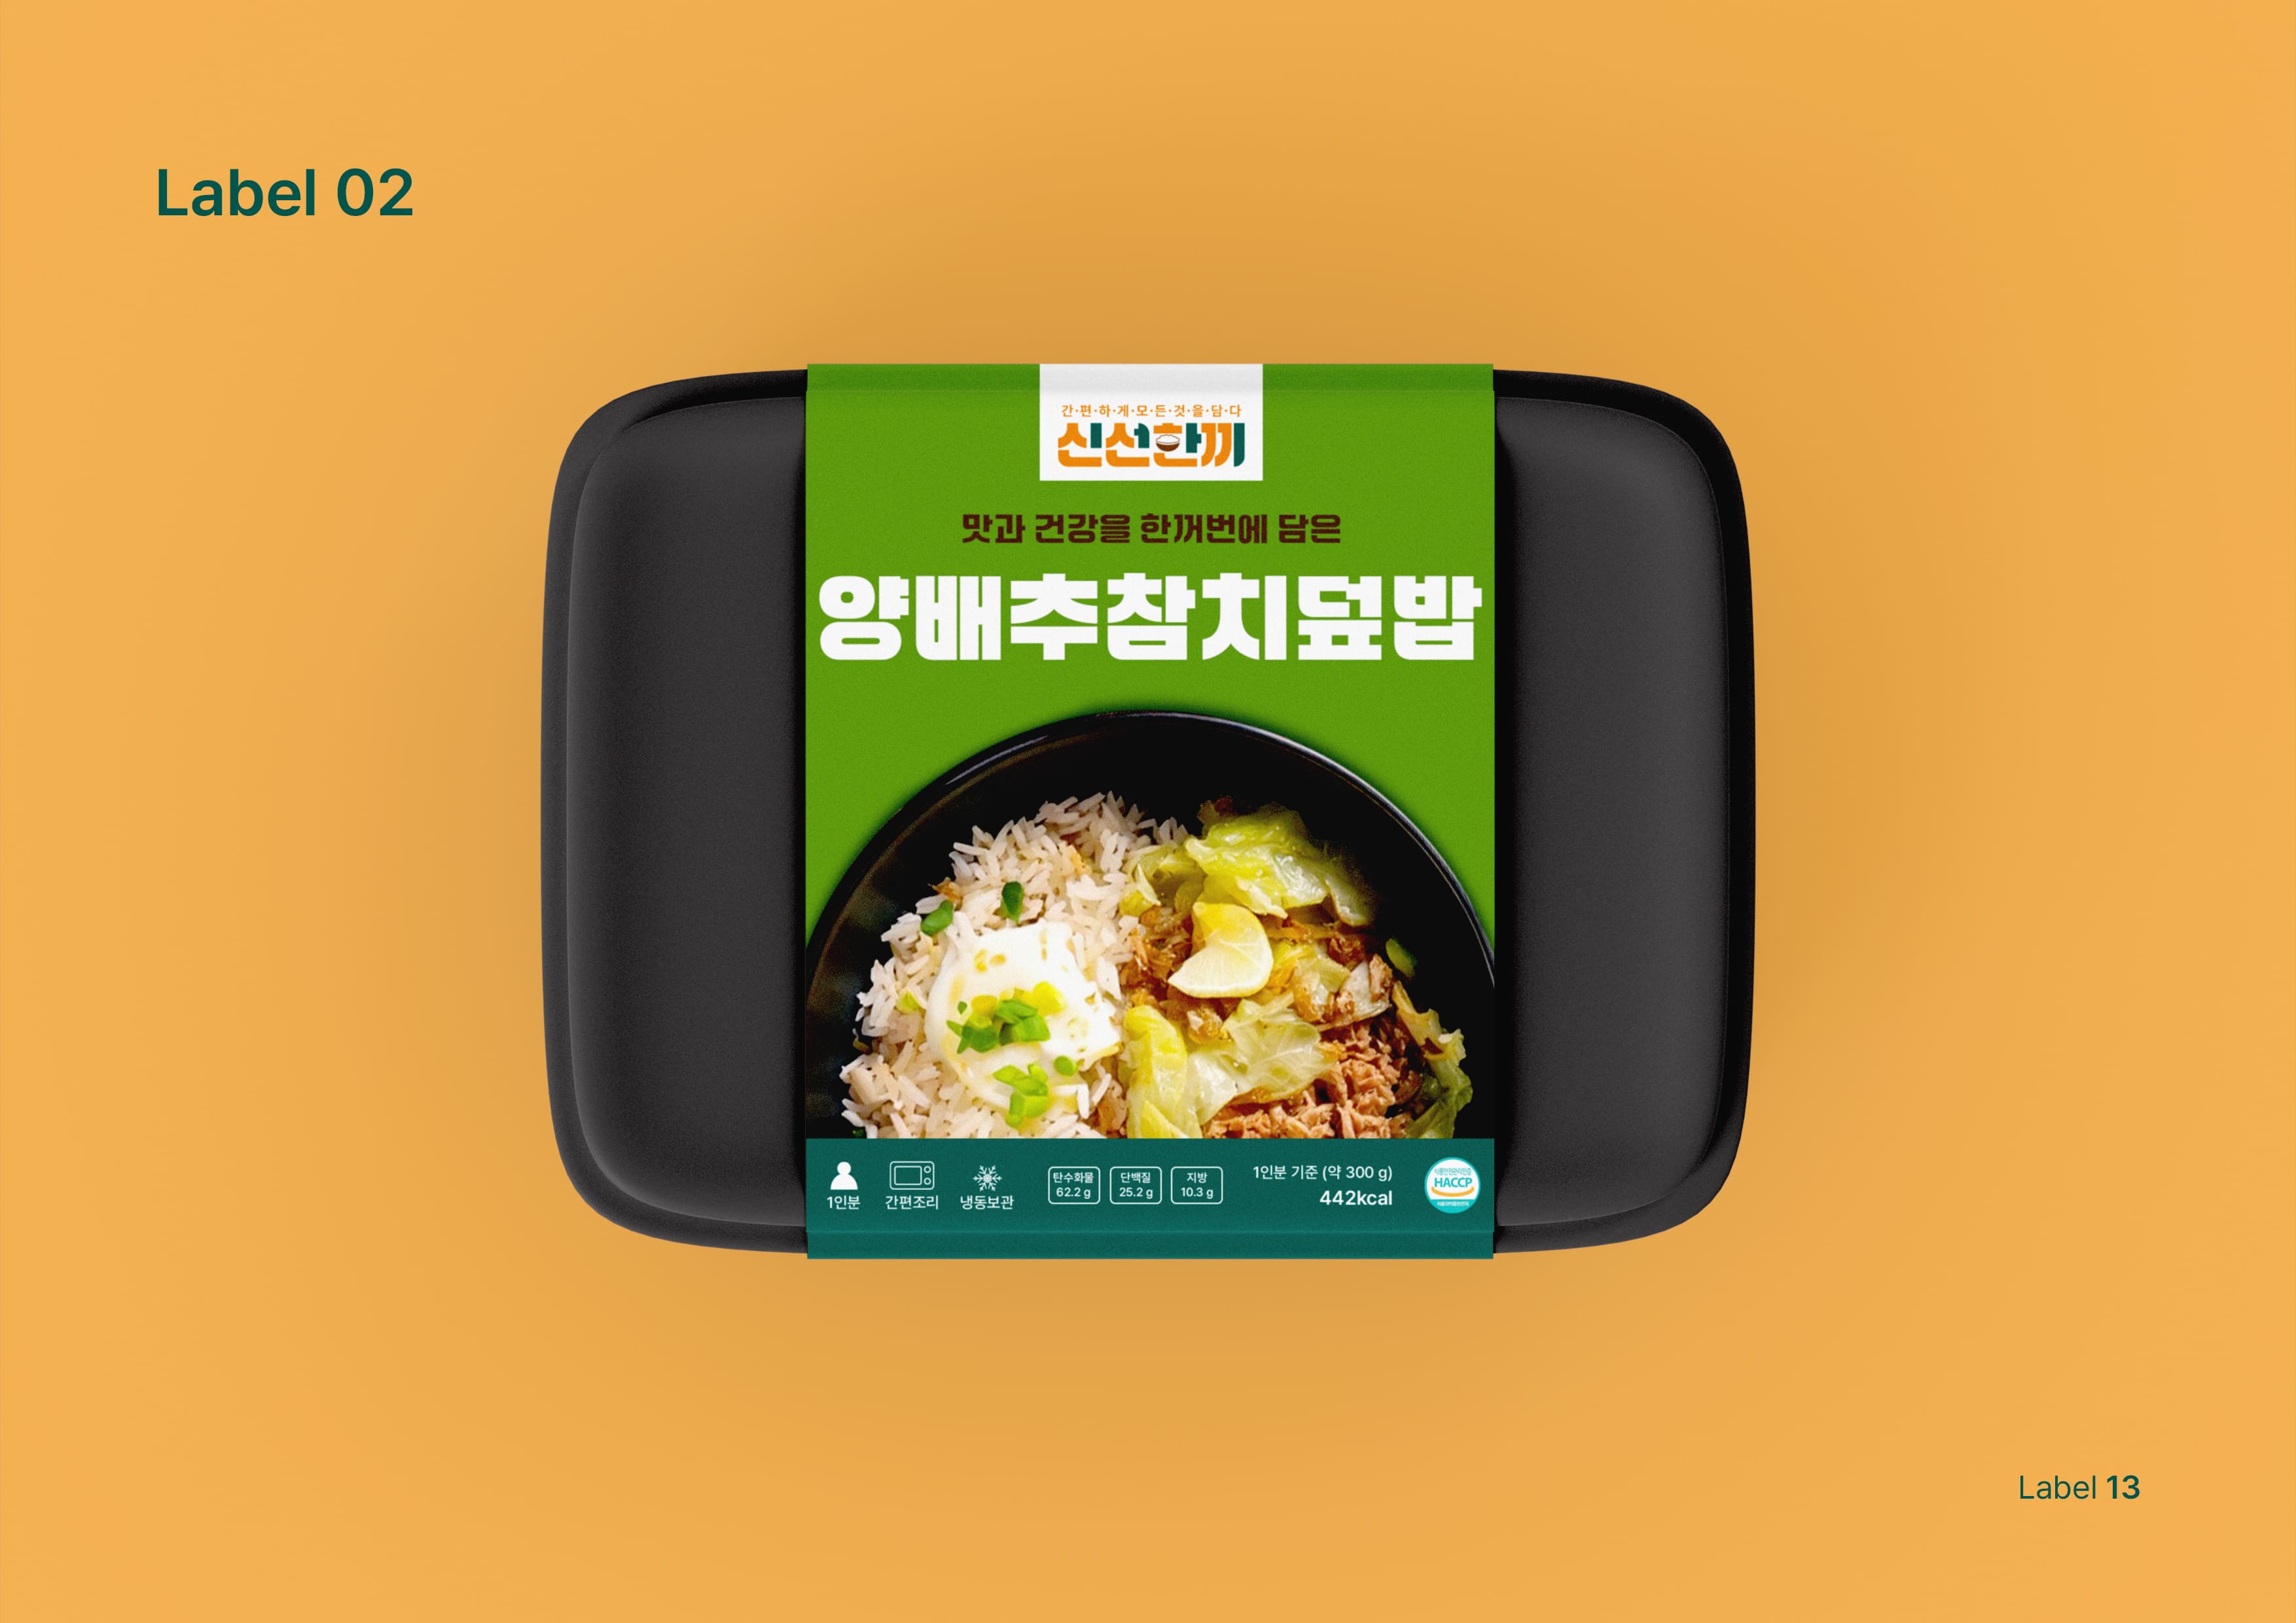 Label 02
간·편·하·게·모·든·것·을·담·다
신선한끼
맛과 건강을 한꺼번에 담은
양배추참치덮밥
1인분
간편조리
냉동보관
탄수화물
62.2 g
단백질
25.2 g
지방
10.3 g
1인분 기준 (약 300 g)
442kcal
HACCP
Label 13